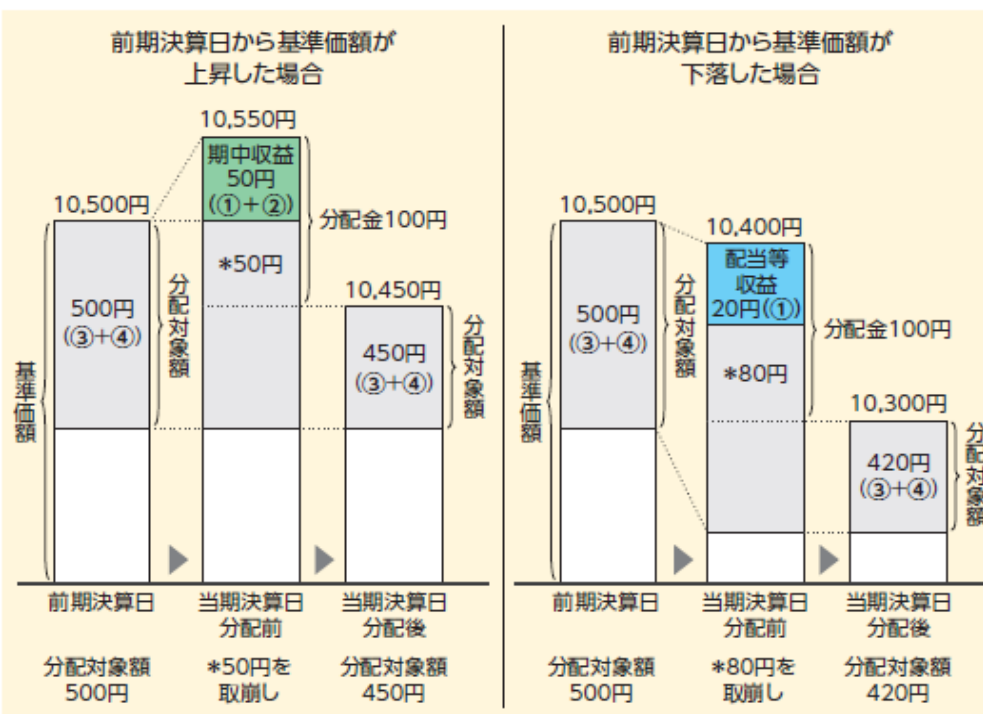 前期決算日から基準価額が
上昇した場合
10,550円
期中収益
50円
(①+②)
10,500円
分配金100円
*50円
10,450円
500円
(③+④)
分配対象額
450円
(③+④)
分配対象額
基準価額
前期決算日
当期決算日
分配前
当期決算日
分配後
分配対象額
500円
*50円を
取崩し
分配対象額
450円
前期決算日から基準価額が
下落した場合
10,500円
10,400円
配当等
収益
20円(①)
分配金100円
500円
(③+④)
分配対象額
*80円
10,300円
420円
(③+④)
分配対象額
基準価額
前期決算日
当期決算日
分配前
当期決算日
分配後
分配対象額
500円
*80円を
取崩し
分配対象額
420円